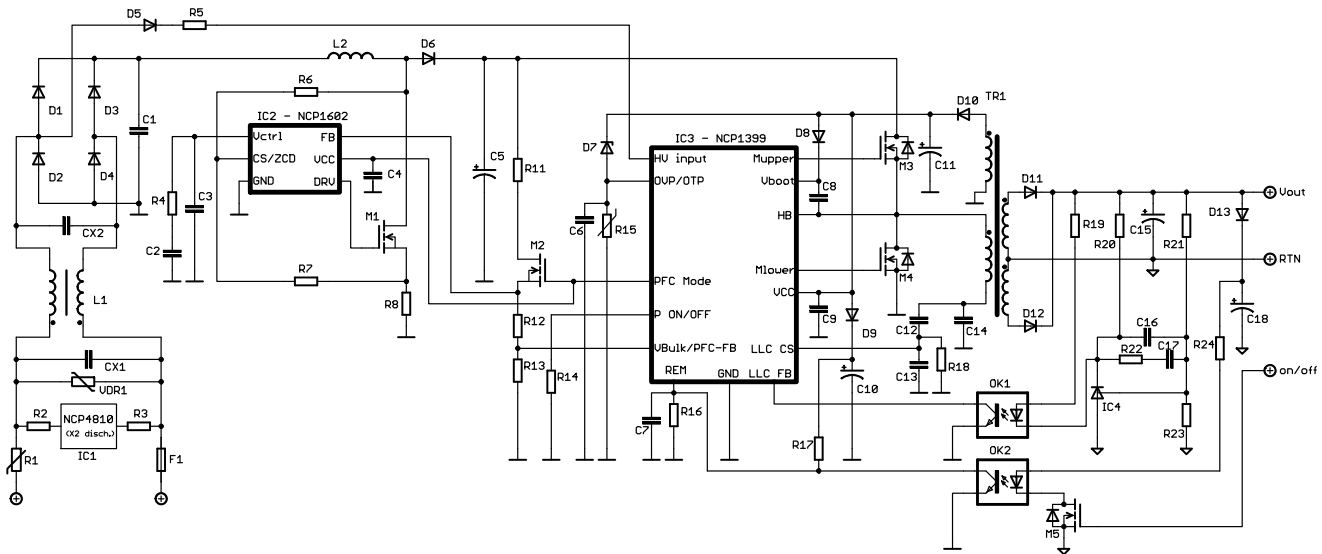 D5
R5
L2
D6
R6
D10
TR1
D1
D3
C1
IC2 - NCP1602
IC3 - NCP1399
D8
Vctrl
FB
D7
HV input
Mupper
M3
C11
CS/ZCD
VCC
C5
R11
GND
DRV
C4
OVP/OTP
Vboot
D2
D4
R4
C3
C8
D11
Vout
M1
C6
R15
HB
R19
R20
C15
R21
D13
CX2
C2
M2
M4
RTN
R7
Mlower
L1
R8
PFC Mode
VCC
C9
C12
C14
D12
C18
R12
P ON/OFF
D9
C16
R24
CX1
R13
R14
VBulk/PFC-FB
LLC CS
C13
R18
R22
C17
VDR1
REM
GND
LLC FB
C10
OK1
on/off
R2
NCP4810
(X2 disch.)
R3
IC1
C7
R16
IC4
R23
R1
F1
R17
OK2
M5